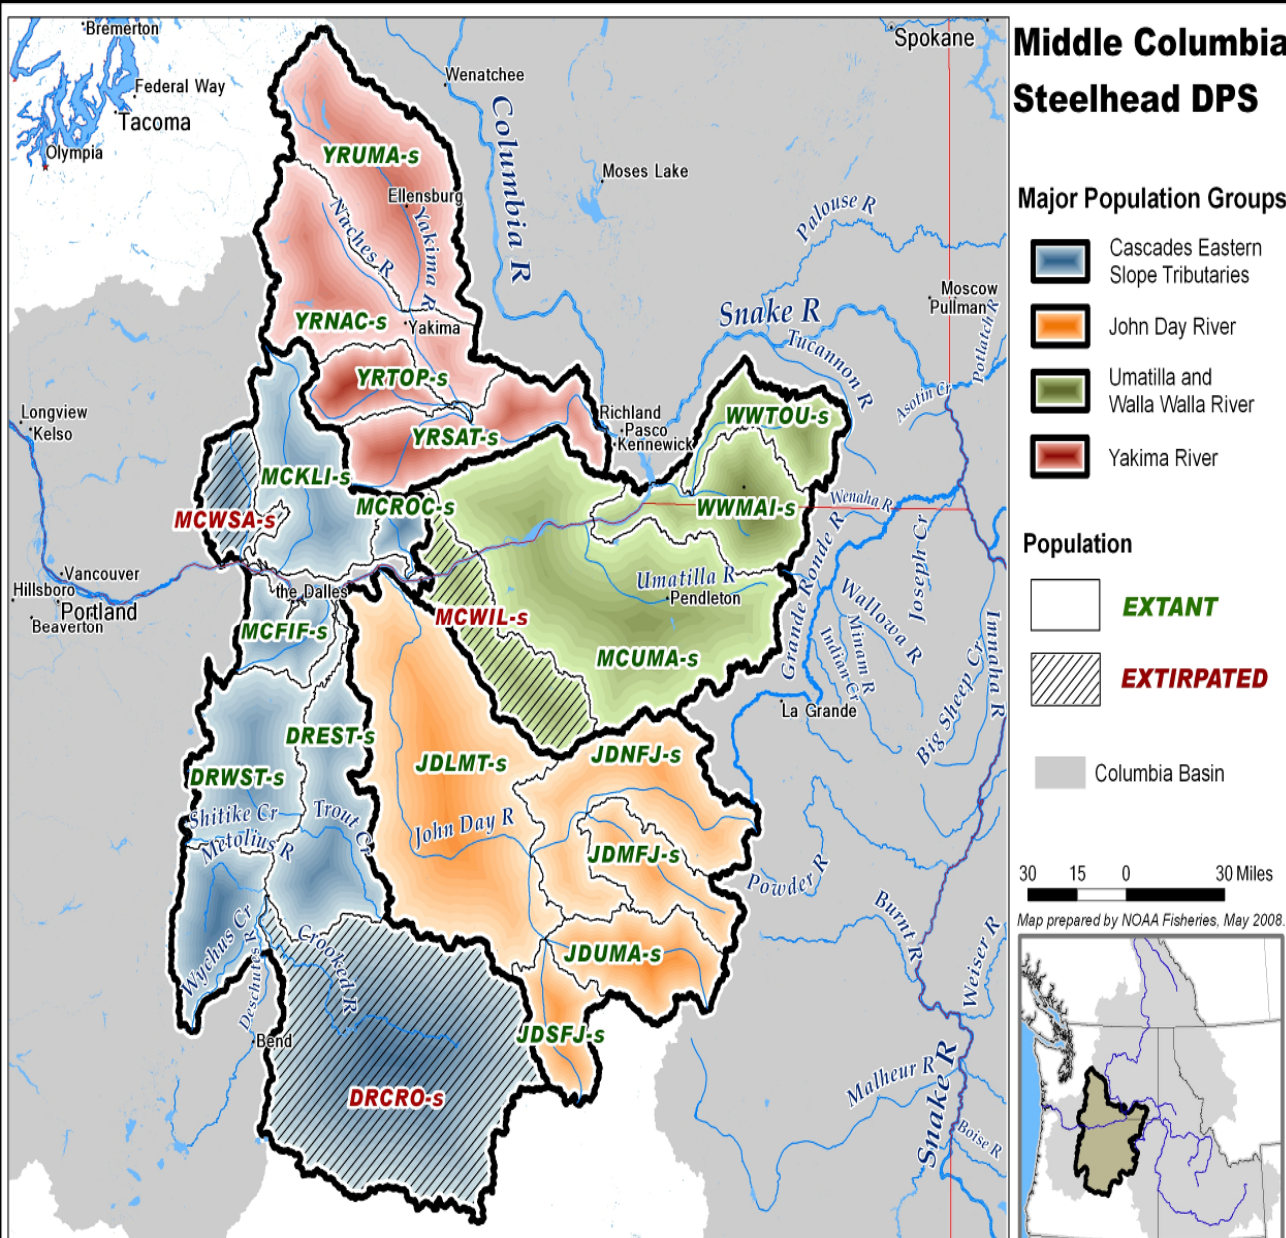 Middle Columbia
Steelhead DPS
Major Population Groups
Cascades Eastern
Slope Tributaries
John Day River
Umatilla and
Walla Walla River
Yakima River
Population
EXTANT
EXTIRPATED
Columbia Basin
30 15 0 30 Miles
Map prepared by NOAA Fisheries, May 2008.
Bremerton
Federal Way
Tacoma
Olympia
Wenatchee
Spokane
Columbia R
YRUMA-s
Ellensburg
Moses Lake
Naches R
Yakima R
Palouse R
YRNAC-s
Yakima
Snake R
Moscow
Pullman
Potlatch R
Tucannon R
Asotin Cr
YRTOP-s
YRSAT-s
Richland
Pasco
Kennewick
WWTOU-s
Longview
Kelso
MCKLI-s
MCROC-s
MCWSA-s
WWMAI-s
Wenaha R
Grande Ronde R
Joseph Cr
Vancouver
Hillsboro
Portland
Beaverton
the Dalles
MCFIF-s
MCWIL-s
Umatilla R
Pendleton
MCUMA-s
Wallowa R
Minam R
Indian Cr
Imnaha R
Big Sheep Cr
La Grande
DREST-s
DRWST-s
JDLMT-s
JDNFJ-s
Shitike Cr
Metolius R
Trout Cr
John Day R
JDMFJ-s
Powder R
Burnt R
Weiser R
Wychus Cr
Deschutes R
Crooked R
JDUMA-s
Bend
JDSFJ-s
DRCRO-s
Malheur R
Snake R
Boise R